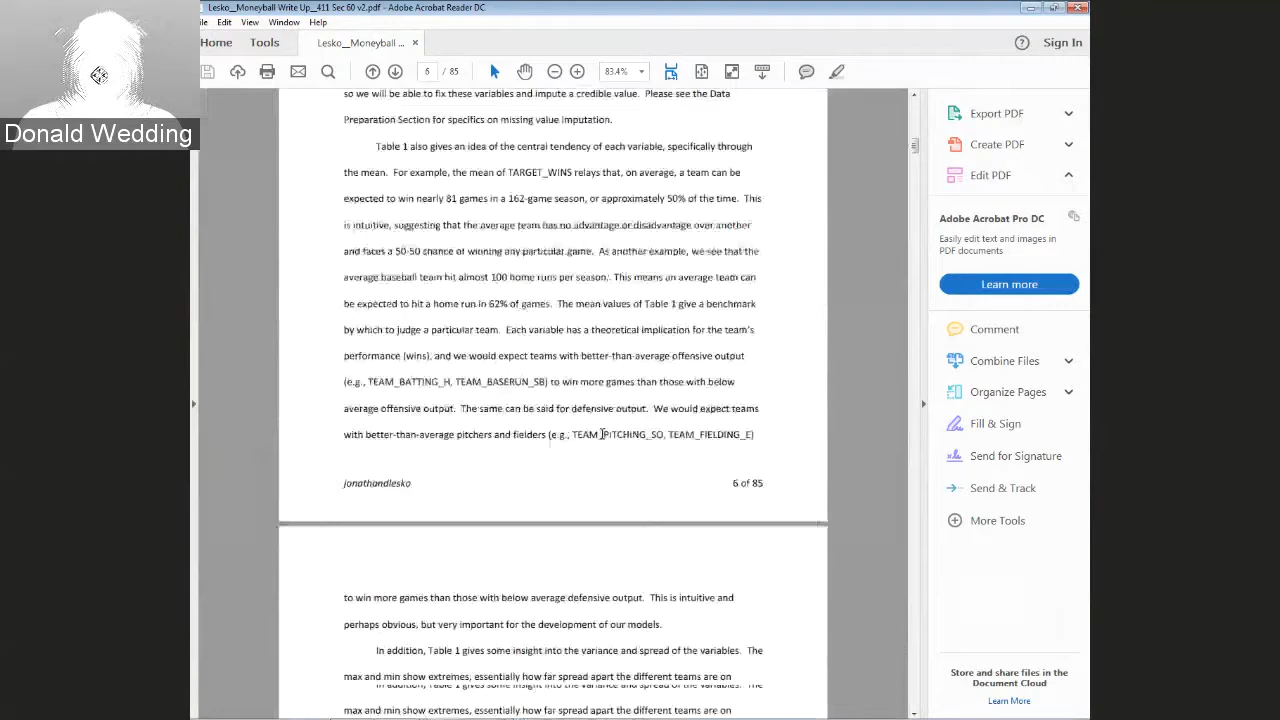 Lesko__Moneyball Write Up__411 Sec 60 v2.pdf - Adobe Acrobat Reader DC
Edit View Window Help
Home Tools Lesko__Moneyball ... × Sign In
6 / 85 83.4%
Donald Wedding
so we will be able to fix these variables and impute a credible value. Please see the Data
Preparation Section for specifics on missing value imputation.
Table 1 also gives an idea of the central tendency of each variable, specifically through
the mean. For example, the mean of TARGET_WINS relays that, on average, a team can be
expected to win nearly 81 games in a 162-game season, or approximately 50% of the time. This
is intuitive, suggesting that the average team has no advantage or disadvantage over another
and faces a 50-50 chance of winning any particular game. As another example, we see that the
average baseball team hit almost 100 home runs per season. This means an average team can
be expected to hit a home run in 62% of games. The mean values of Table 1 give a benchmark
by which to judge a particular team. Each variable has a theoretical implication for the team's
performance (wins), and we would expect teams with better-than-average offensive output
(e.g., TEAM_BATTING_H, TEAM_BASERUN_SB) to win more games than those with below
average offensive output. The same can be said for defensive output. We would expect teams
with better-than-average pitchers and fielders (e.g., TEAM_PITCHING_SO, TEAM_FIELDING_E)
jonathandlesko 6 of 85
to win more games than those with below average defensive output. This is intuitive and
perhaps obvious, but very important for the development of our models.
In addition, Table 1 gives some insight into the variance and spread of the variables. The
max and min show extremes, essentially how far spread apart the different teams are on
In addition, Table 1 gives some insight into the variance and spread of the variables. The
max and min show extremes, essentially how far spread apart the different teams are on
Export PDF
Create PDF
Edit PDF
Adobe Acrobat Pro DC
Easily edit text and images in
PDF documents
Learn more
Comment
Combine Files
Organize Pages
Fill & Sign
Send for Signature
Send & Track
More Tools
Store and share files in the
Document Cloud
Learn More